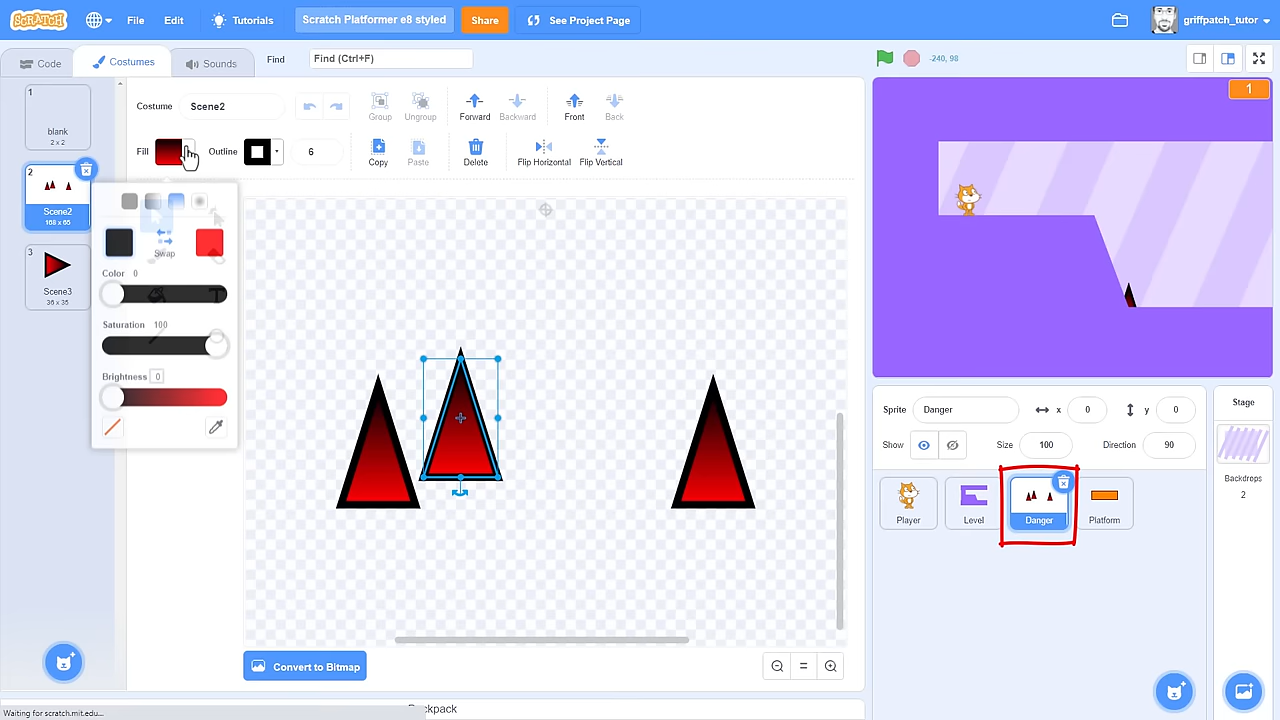 SCRATCH
File
Edit
Tutorials
Scratch Platformer e8 styled
Share
See Project Page
griffpatch_tutor
Code
Costumes
Sounds
Find
Find (Ctrl+F)
-240, 98
1
1
blank
2 x 2
2
Scene2
168 x 65
3
Scene3
36 x 35
Costume
Scene2
Group
Ungroup
Forward
Backward
Front
Back
Fill
Outline
6
Copy
Paste
Delete
Flip Horizontal
Flip Vertical
Swap
Color 0
Saturation 100
Brightness 0
T
Convert to Bitmap
Sprite
Danger
x
0
y
0
Show
Size
100
Direction
90
Player
Level
Danger
Platform
Stage
Backdrops
2
Waiting for scratch.mit.edu...